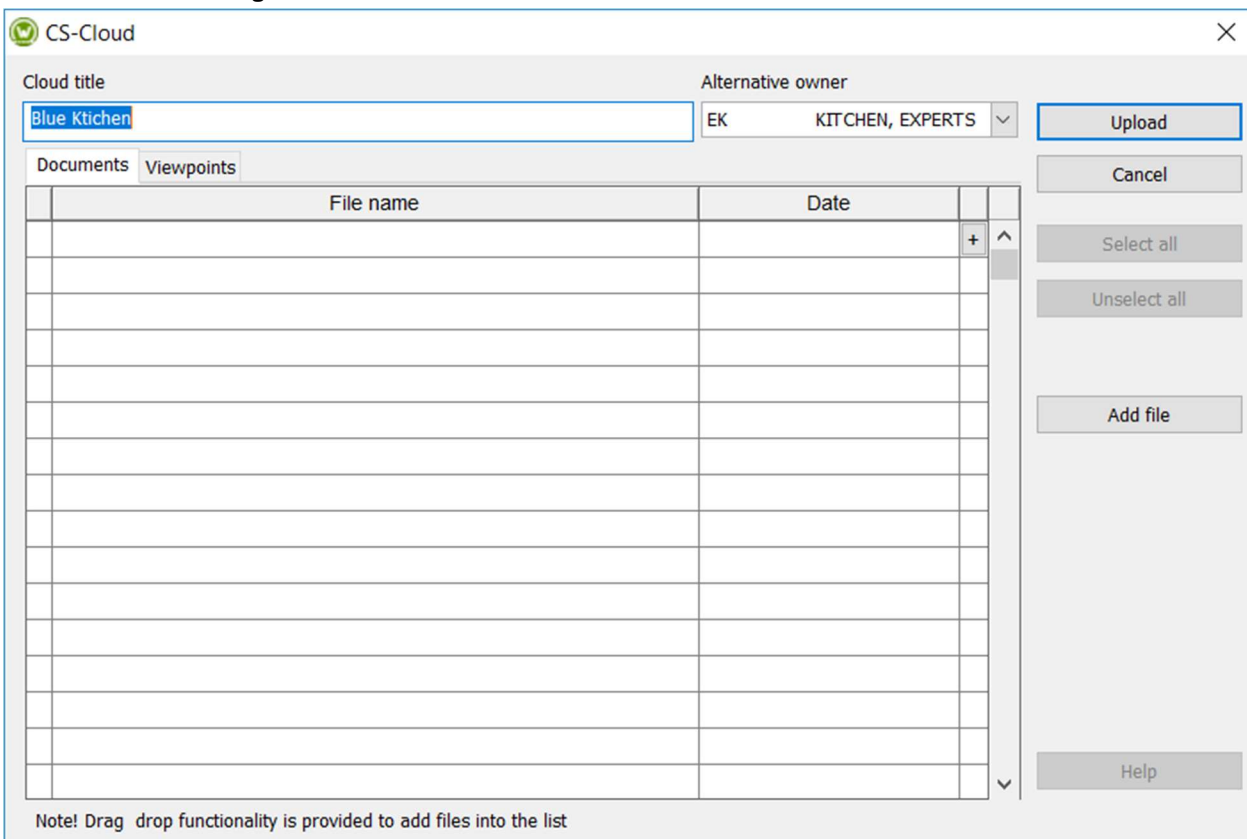 CS-Cloud
Cloud title
Alternative owner
Blue Ktichen
EK KITCHEN, EXPERTS
Upload
Documents Viewpoints
Cancel
File name Date
+
Select all
Unselect all
Add file
Help
Note! Drag drop functionality is provided to add files into the list